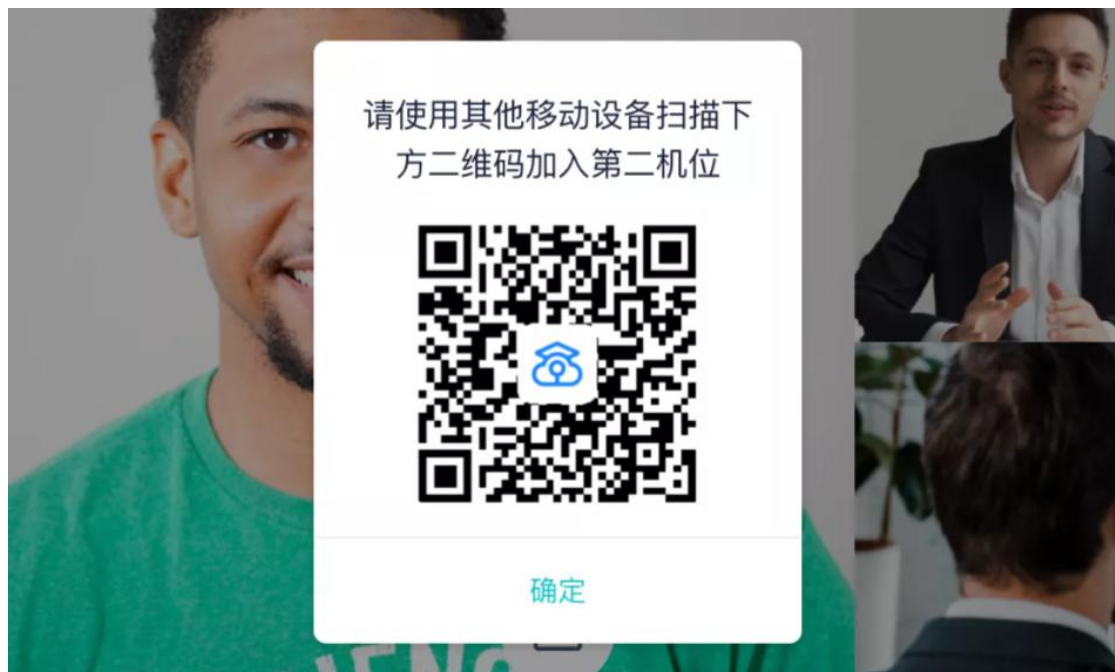 请使用其他移动设备扫描下
方二维码加入第二机位
确定